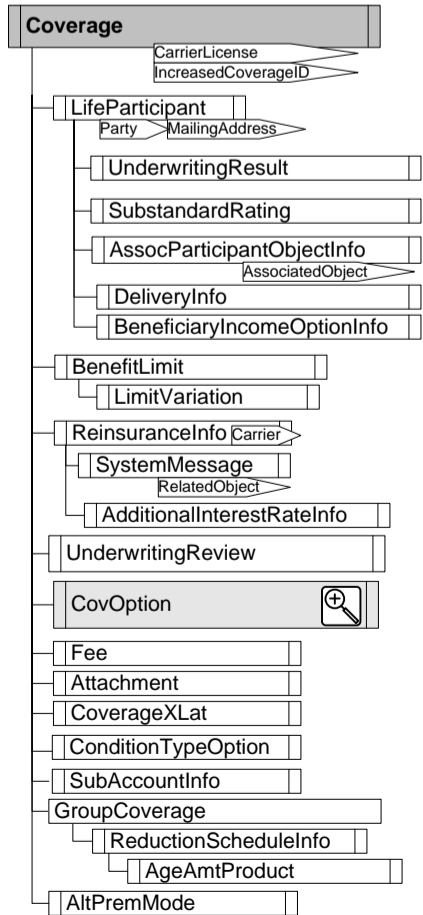 Coverage
CarrierLicense
IncreasedCoverageID
LifeParticipant
Party MailingAddress
UnderwritingResult
SubstandardRating
AssocParticipantObjectInfo
AssociatedObject
DeliveryInfo
BeneficiaryIncomeOptionInfo
BenefitLimit
LimitVariation
ReinsuranceInfo Carrier
SystemMessage
RelatedObject
AdditionalInterestRateInfo
UnderwritingReview
CovOption
Fee
Attachment
CoverageXLat
ConditionTypeOption
SubAccountInfo
GroupCoverage
ReductionScheduleInfo
AgeAmtProduct
AltPremMode